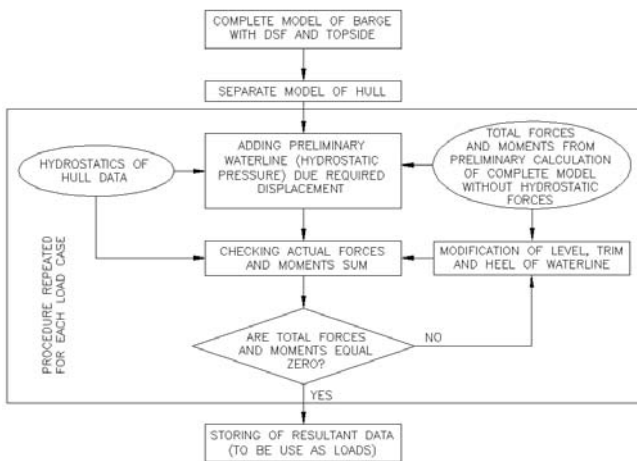 COMPLETE MODEL OF BARGE
WITH DSF AND TOPSIDE
SEPARATE MODEL OF HULL
HYDROSTATICS OF
HULL DATA
ADDING PRELIMINARY
WATERLINE (HYDROSTATIC
PRESSURE) DUE REQUIRED
DISPLACEMENT
TOTAL FORCES
AND MOMENTS FROM
PRELIMINARY CALCULATION
OF COMPLETE MODEL
WITHOUT HYDROSTATIC
FORCES
CHECKING ACTUAL FORCES
AND MOMENTS SUM
MODIFICATION OF LEVEL, TRIM
AND HEEL OF WATERLINE
PROCEDURE REPEATED
FOR EACH LOAD CASE
ARE TOTAL FORCES
AND MOMENTS EQUAL
ZERO?
NO
YES
STORING OF RESULTANT DATA
(TO BE USE AS LOADS)